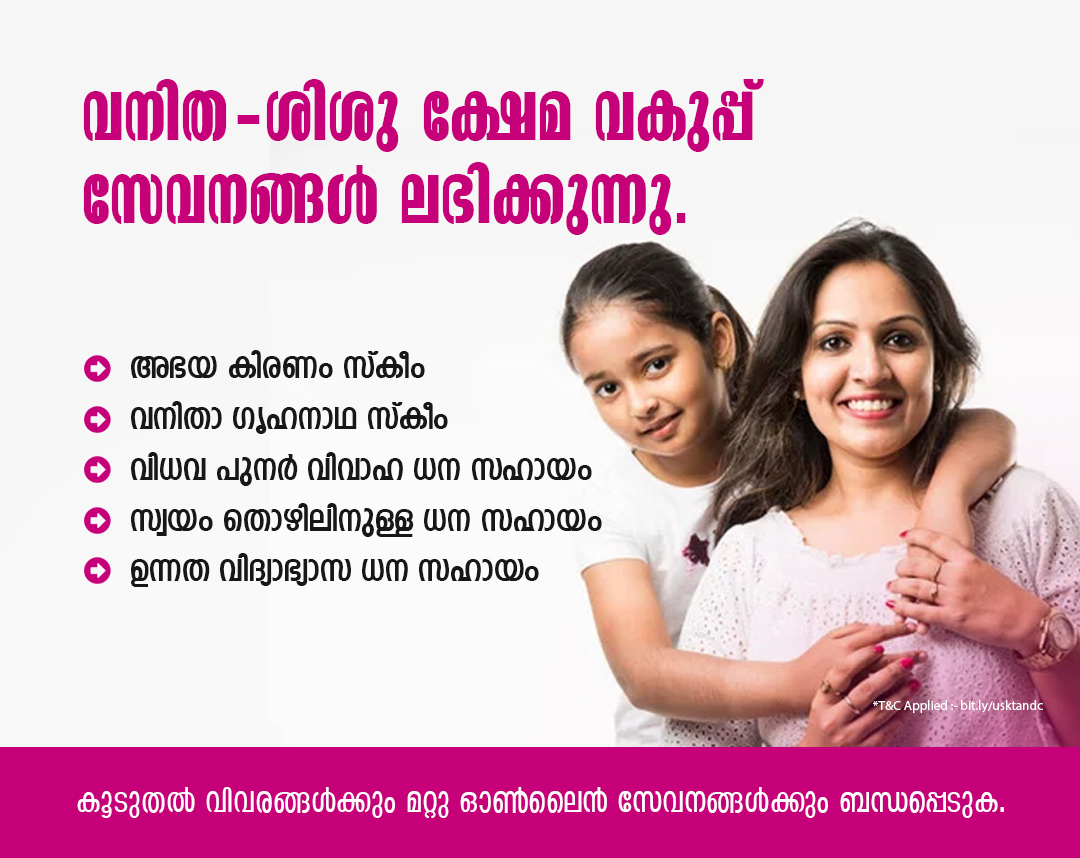 വനിത-ശിശു ക്ഷേമ വകുപ്പ്
സേവനങ്ങൾ ലഭിക്കുന്നു.
അഭയ കിരണം സ്കീം
വനിതാ ഗൃഹനാഥ സ്കീം
വിധവ പുനർ വിവാഹ ധന സഹായം
സ്വയം തൊഴിലിനുള്ള ധന സഹായം
ഉന്നത വിദ്യാഭ്യാസ ധന സഹായം
*T&C Applied :- bit.ly/usktandc
കൂടുതൽ വിവരങ്ങൾക്കും മറ്റു ഓൺലൈൻ സേവനങ്ങൾക്കും ബന്ധപ്പെടുക.